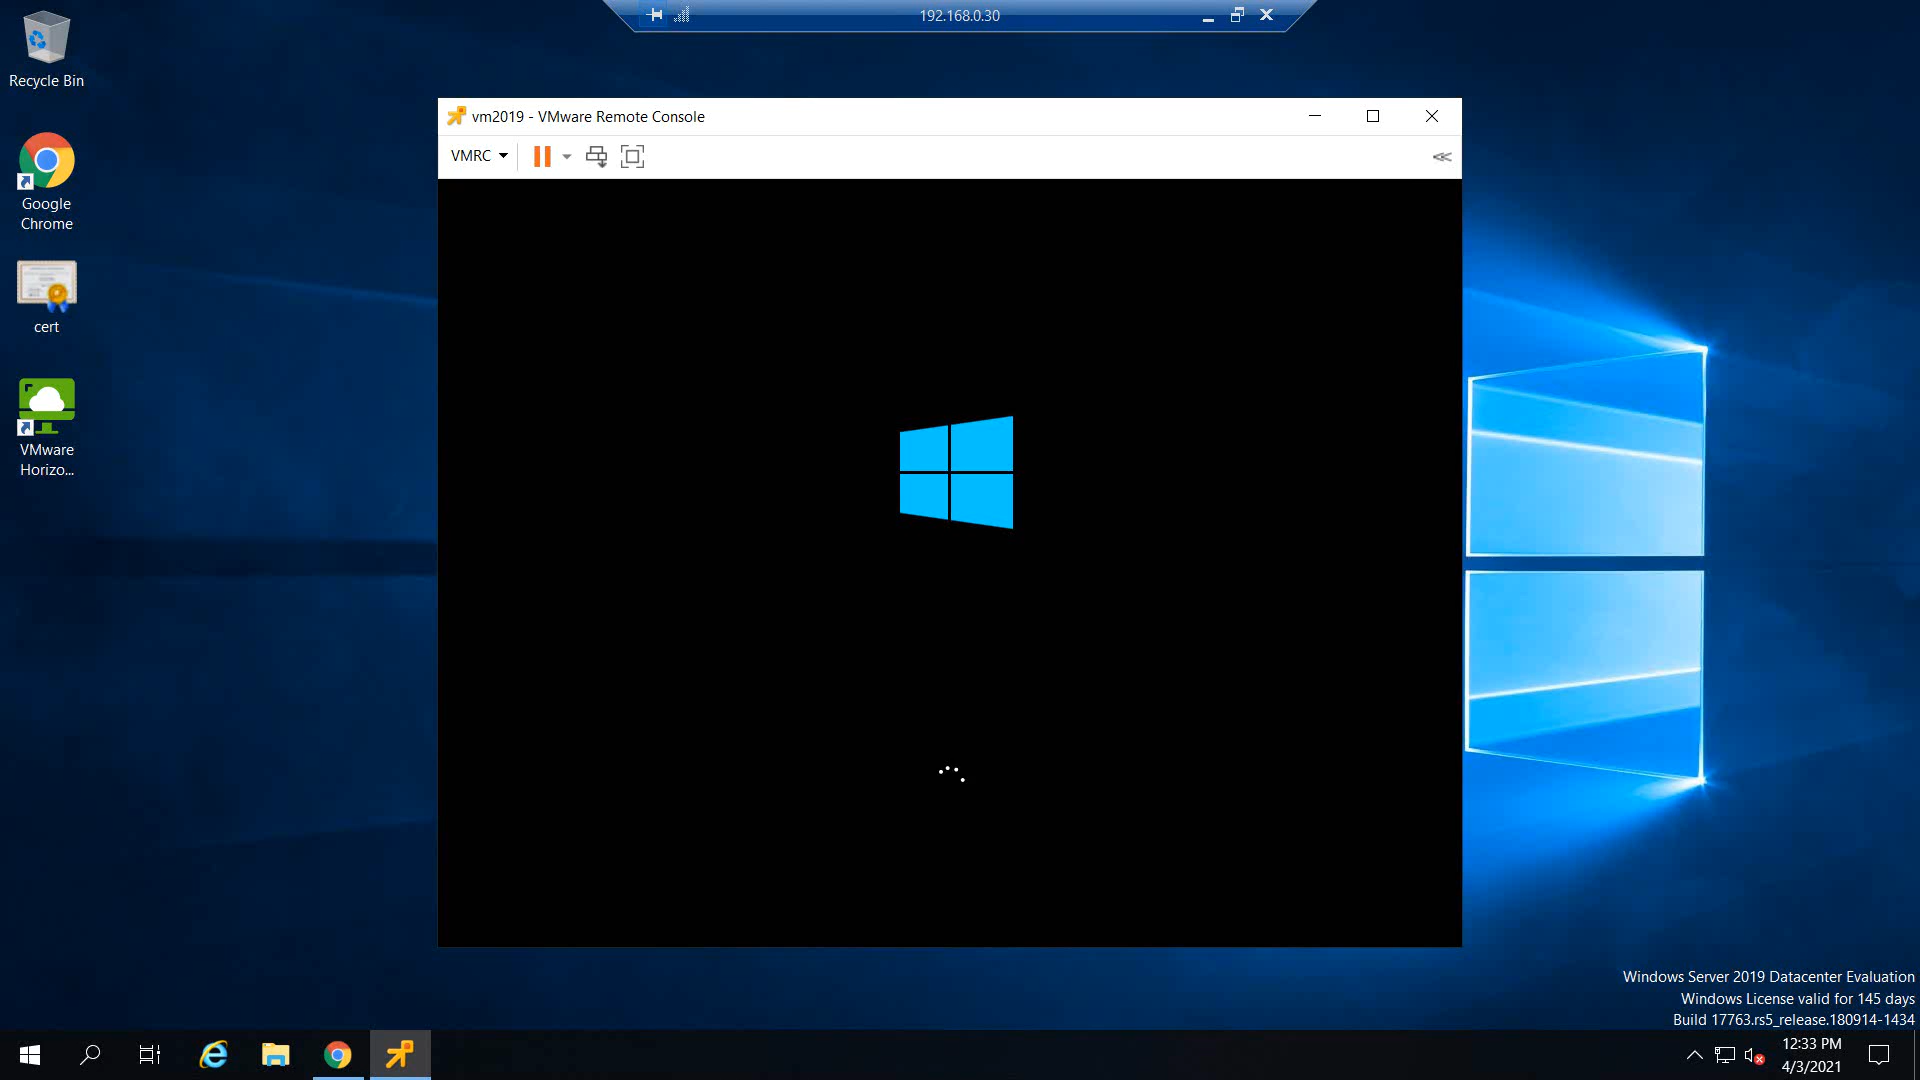 192.168.0.30
Recycle Bin
Google
Chrome
cert
VMware
Horizo...
vm2019 - VMware Remote Console
VMRC
Windows Server 2019 Datacenter Evaluation
Windows License valid for 145 days
Build 17763.rs5_release.180914-1434
12:33 PM
4/3/2021